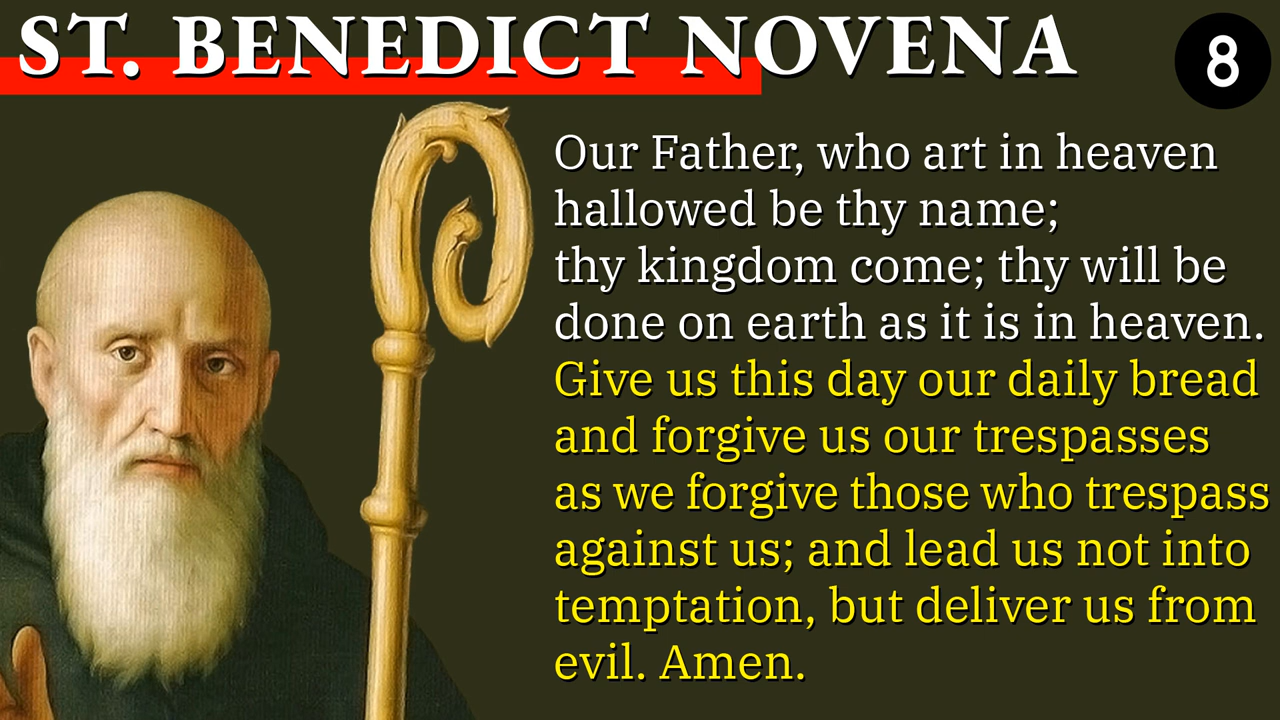 ST. BENEDICT NOVENA
8
Our Father, who art in heaven
hallowed be thy name;
thy kingdom come; thy will be
done on earth as it is in heaven.
Give us this day our daily bread
and forgive us our trespasses
as we forgive those who trespass
against us; and lead us not into
temptation, but deliver us from
evil. Amen.